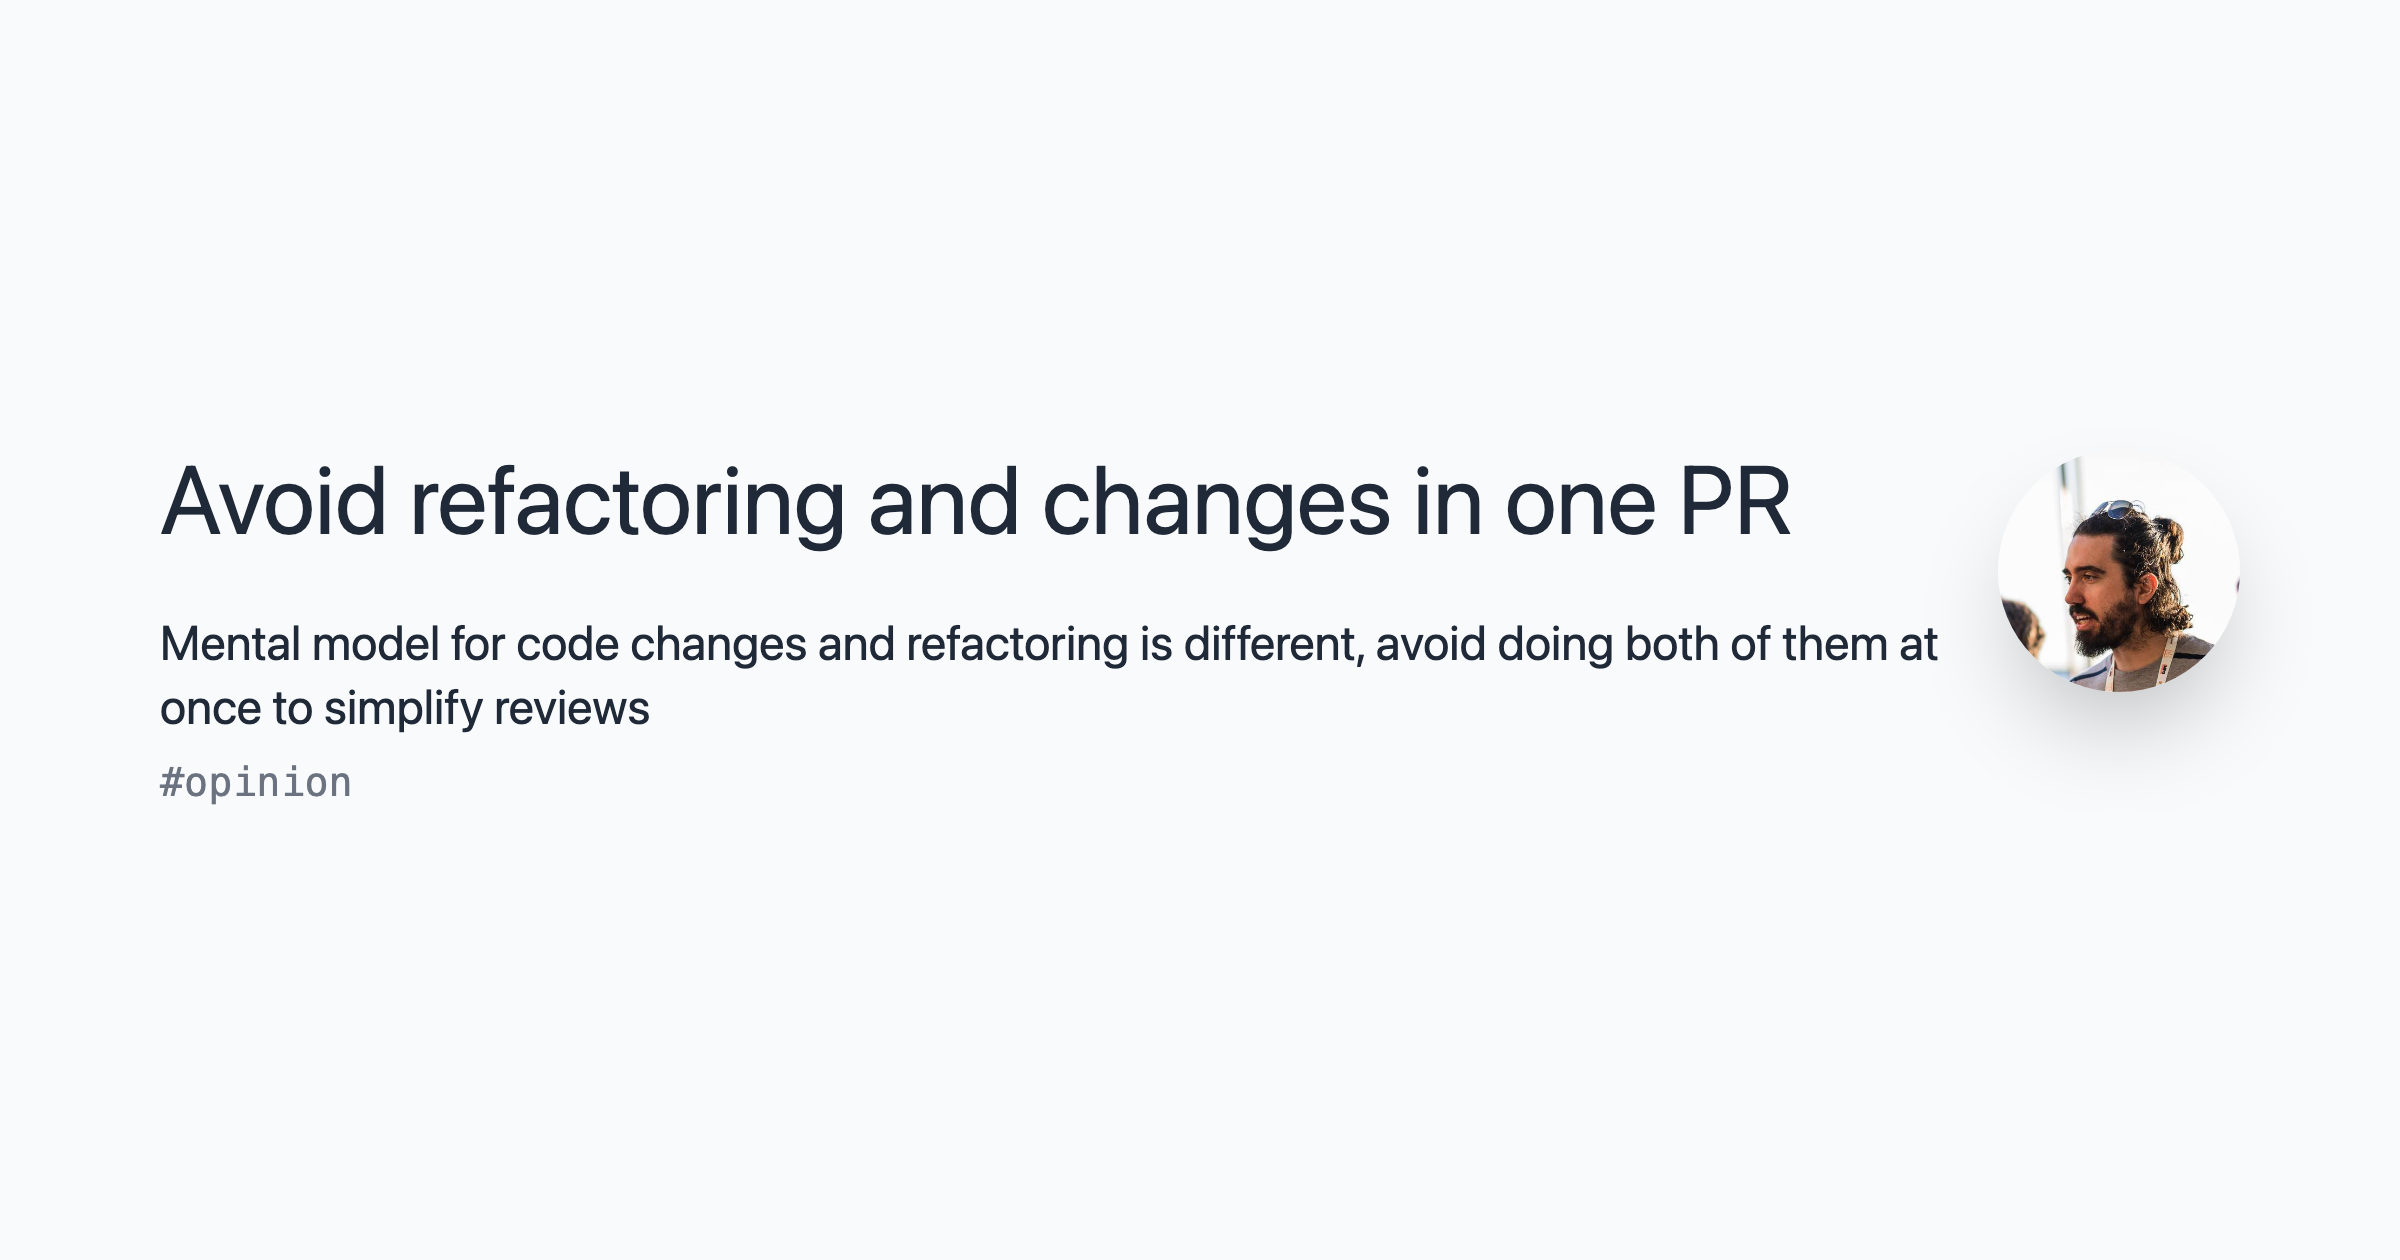 Avoid refactoring and changes in one PR
Mental model for code changes and refactoring is different, avoid doing both of them at
once to simplify reviews
#opinion